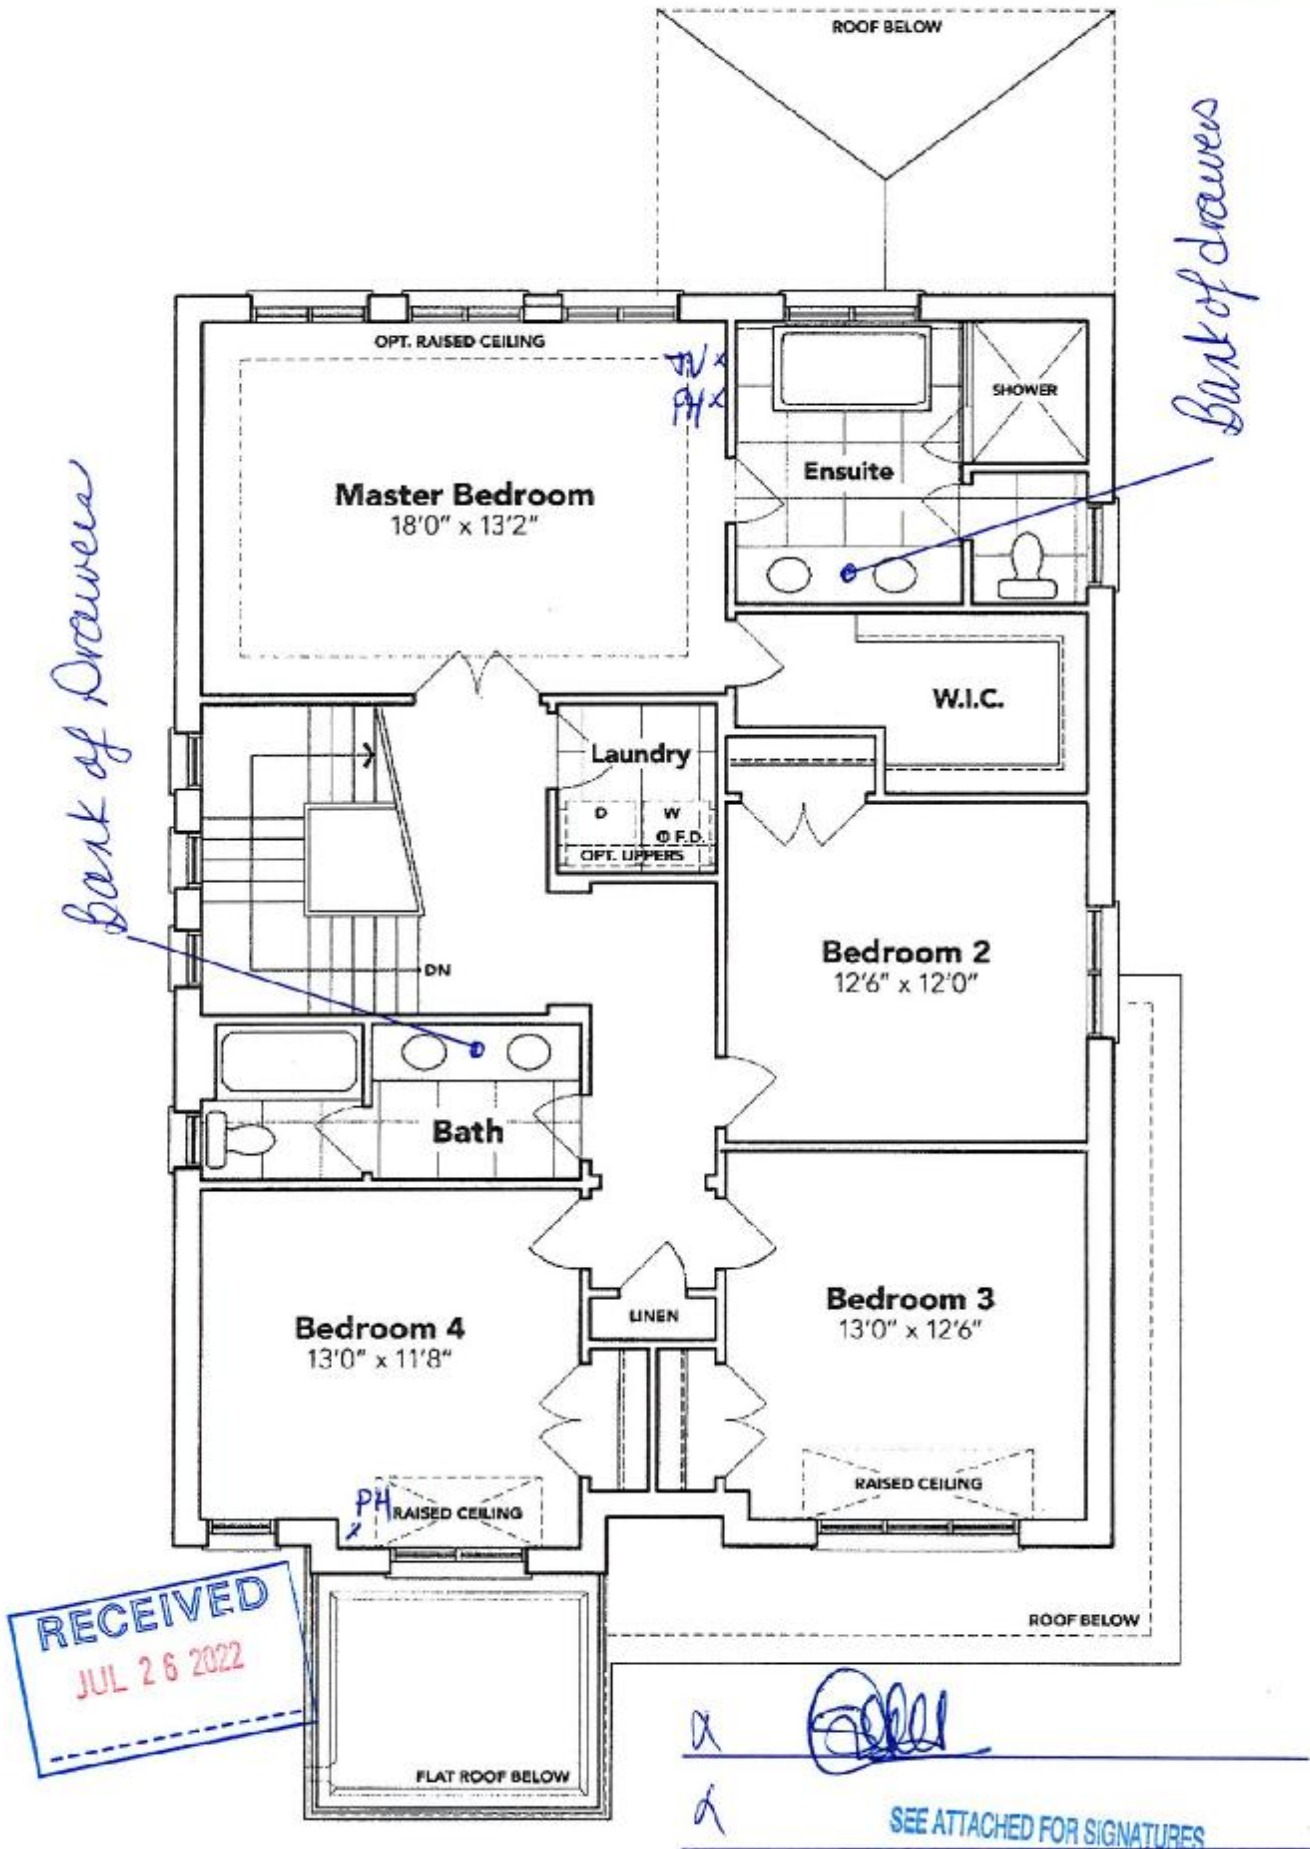 ROOF BELOW
Bank of drawers
OPT. RAISED CEILING
TV x
PH x
SHOWER
Master Bedroom
18'0" x 13'2"
Ensuite
Bank of Drawers
W.I.C.
Laundry
D
W
F.D.
OPT. UPPERS
Bedroom 2
12'6" x 12'0"
DN
Bath
Bedroom 3
13'0" x 12'6"
LINEN
Bedroom 4
13'0" x 11'8"
RAISED CEILING
PH
x
RAISED CEILING
RECEIVED
JUL 26 2022
ROOF BELOW
FLAT ROOF BELOW
SEE ATTACHED FOR SIGNATURES